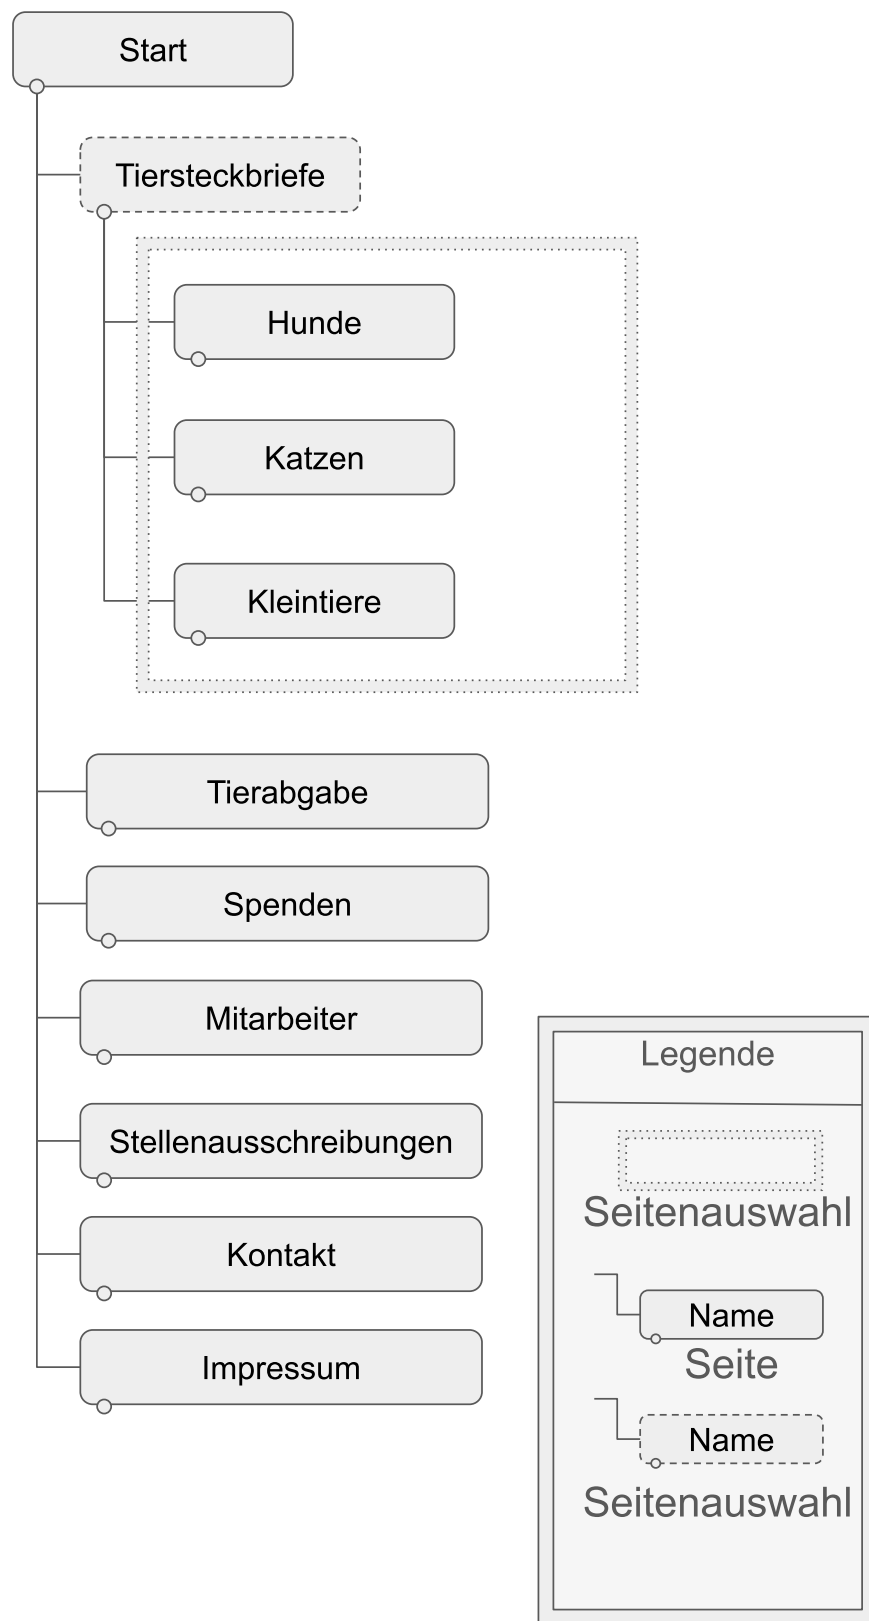 Start
Tiersteckbriefe
Hunde
Katzen
Kleintiere
Tierabgabe
Spenden
Mitarbeiter
Stellenausschreibungen
Kontakt
Impressum
Legende
Seitenauswahl
Name
Seite
Name
Seitenauswahl